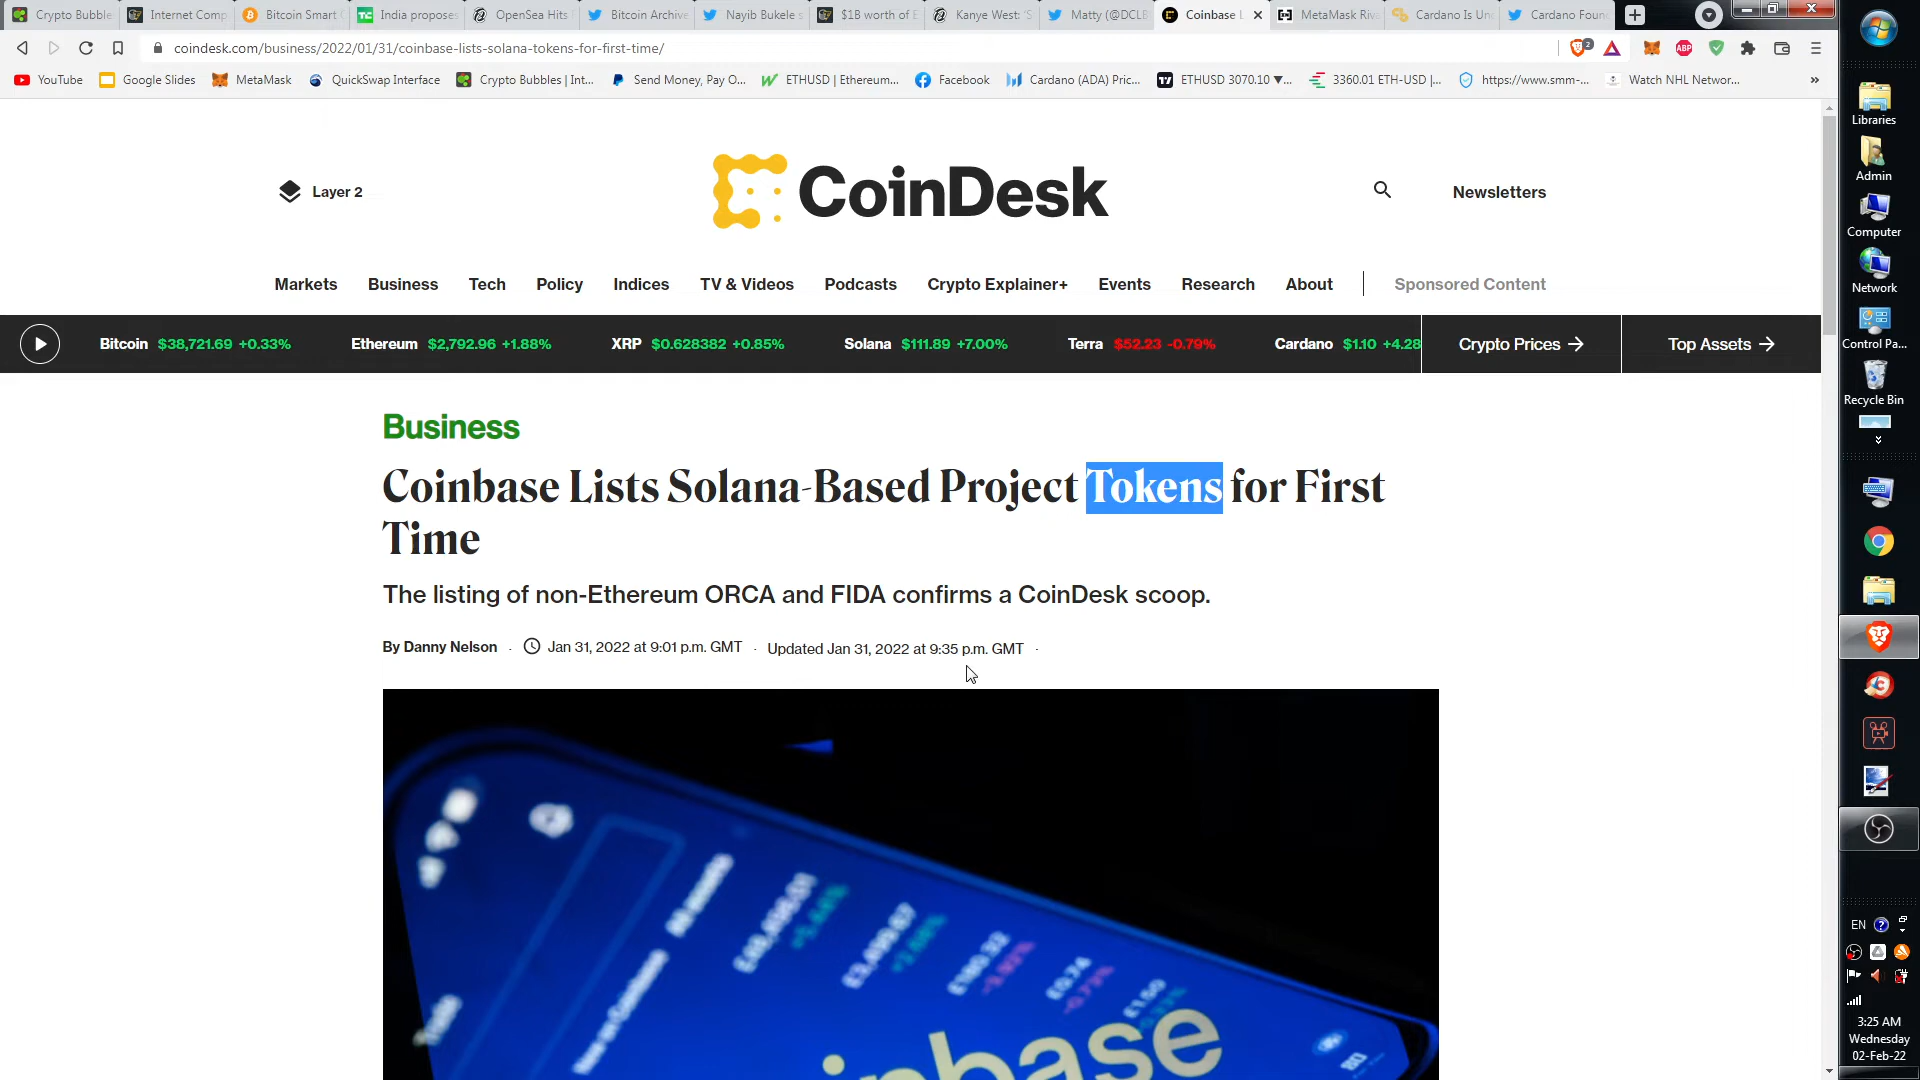 Crypto Bubble
Internet Comp
Bitcoin Smart
India propose
OpenSea Hits
Bitcoin Archive
Nayib Bukele s
$1B worth of E
Kanye West: 'S
Matty (@DCLB
Coinbase L
MetaMask Riv
Cardano Is Un
Cardano Foun
coindesk.com/business/2022/01/31/coinbase-lists-solana-tokens-for-first-time/
2
ABP
YouTube
Google Slides
MetaMask
QuickSwap Interface
Crypto Bubbles | Int...
Send Money, Pay O...
ETHUSD | Ethereum...
Facebook
Cardano (ADA) Pric...
ETHUSD 3070.10 ▼...
3360.01 ETH-USD |...
https://www.smm-...
Watch NHL Networ...
»
Layer 2
CoinDesk
Newsletters
Markets
Business
Tech
Policy
Indices
TV & Videos
Podcasts
Crypto Explainer+
Events
Research
About
Sponsored Content
Bitcoin $38,721.69 +0.33%
Ethereum $2,792.96 +1.88%
XRP $0.628382 +0.85%
Solana $111.89 +7.00%
Terra $52.23 -0.79%
Cardano $1.10 +4.28
Crypto Prices →
Top Assets →
Business
Coinbase Lists Solana-Based Project Tokens for First
Time
The listing of non-Ethereum ORCA and FIDA confirms a CoinDesk scoop.
By Danny Nelson · Jan 31, 2022 at 9:01 p.m. GMT · Updated Jan 31, 2022 at 9:35 p.m. GMT ·
£180.32
£0.74
£1.50
nbase
Libraries
Admin
Computer
Network
Control Pa...
Recycle Bin
EN
3:25 AM
Wednesday
02-Feb-22